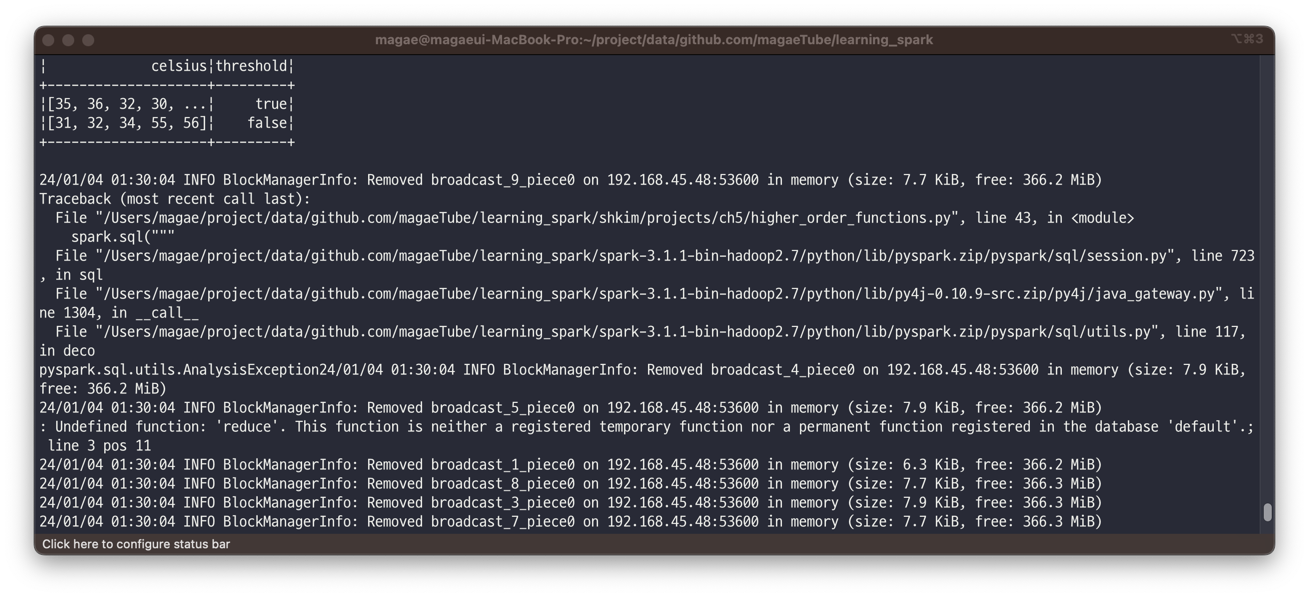 magae@magaeui-MacBook-Pro:~/project/data/github.com/magaeTube/learning_spark
⌥⌘3
¦             celsius¦threshold¦
+--------------------+---------+
¦[35, 36, 32, 30, ...¦     true¦
¦[31, 32, 34, 55, 56]¦    false¦
+--------------------+---------+
24/01/04 01:30:04 INFO BlockManagerInfo: Removed broadcast_9_piece0 on 192.168.45.48:53600 in memory (size: 7.7 KiB, free: 366.2 MiB)
Traceback (most recent call last):
  File "/Users/magae/project/data/github.com/magaeTube/learning_spark/shkim/projects/ch5/higher_order_functions.py", line 43, in <module>
    spark.sql("""
  File "/Users/magae/project/data/github.com/magaeTube/learning_spark/spark-3.1.1-bin-hadoop2.7/python/lib/pyspark.zip/pyspark/sql/session.py", line 723
, in sql
  File "/Users/magae/project/data/github.com/magaeTube/learning_spark/spark-3.1.1-bin-hadoop2.7/python/lib/py4j-0.10.9-src.zip/py4j/java_gateway.py", li
ne 1304, in __call__
  File "/Users/magae/project/data/github.com/magaeTube/learning_spark/spark-3.1.1-bin-hadoop2.7/python/lib/pyspark.zip/pyspark/sql/utils.py", line 117,
in deco
pyspark.sql.utils.AnalysisException24/01/04 01:30:04 INFO BlockManagerInfo: Removed broadcast_4_piece0 on 192.168.45.48:53600 in memory (size: 7.9 KiB,
free: 366.2 MiB)
24/01/04 01:30:04 INFO BlockManagerInfo: Removed broadcast_5_piece0 on 192.168.45.48:53600 in memory (size: 7.9 KiB, free: 366.2 MiB)
: Undefined function: 'reduce'. This function is neither a registered temporary function nor a permanent function registered in the database 'default'.;
 line 3 pos 11
24/01/04 01:30:04 INFO BlockManagerInfo: Removed broadcast_1_piece0 on 192.168.45.48:53600 in memory (size: 6.3 KiB, free: 366.2 MiB)
24/01/04 01:30:04 INFO BlockManagerInfo: Removed broadcast_8_piece0 on 192.168.45.48:53600 in memory (size: 7.7 KiB, free: 366.3 MiB)
24/01/04 01:30:04 INFO BlockManagerInfo: Removed broadcast_3_piece0 on 192.168.45.48:53600 in memory (size: 7.9 KiB, free: 366.3 MiB)
24/01/04 01:30:04 INFO BlockManagerInfo: Removed broadcast_7_piece0 on 192.168.45.48:53600 in memory (size: 7.7 KiB, free: 366.3 MiB)
Click here to configure status bar